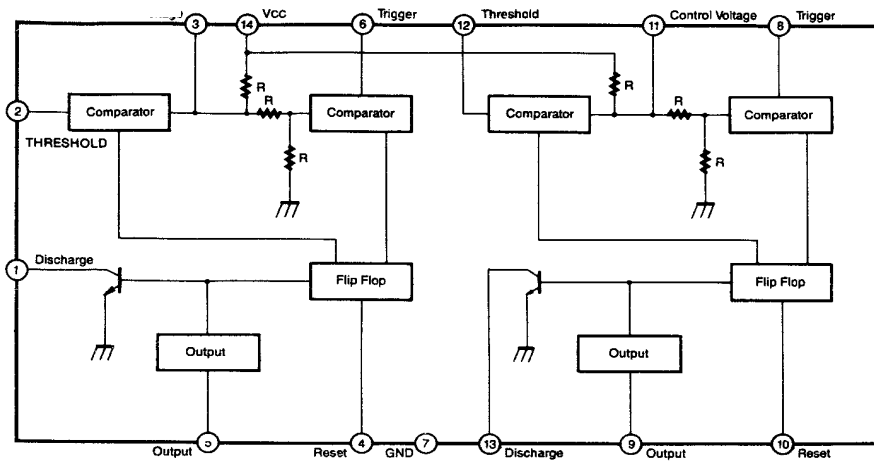 3
14
Vcc
6
Trigger
12
Threshold
11
Control Voltage
8
Trigger
R
R
2
Comparator
R
Comparator
Comparator
R
Comparator
THRESHOLD
R
R
1
Discharge
Flip Flop
Flip Flop
Output
Output
Output
5
Reset
4
GND
7
13
Discharge
9
Output
10
Reset